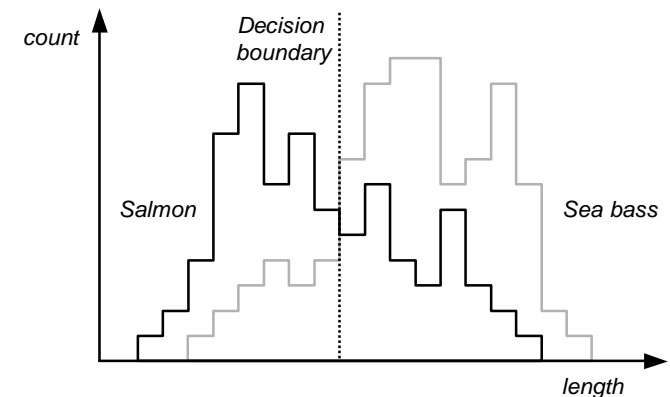 count
Decision
boundary
Salmon
Sea bass
length